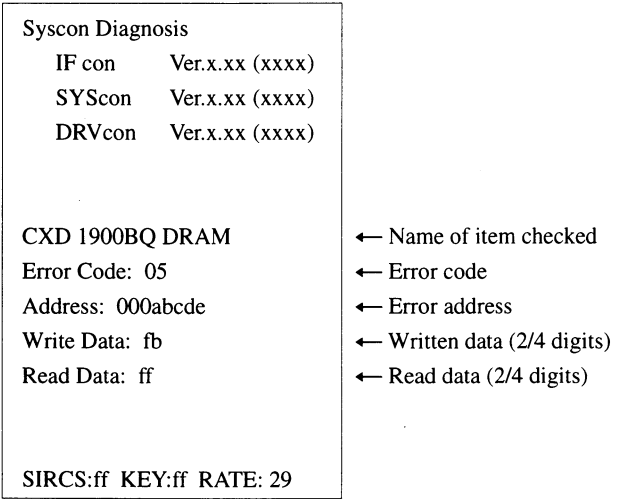 Syscon Diagnosis
IF con Ver.x.xx (xxxx)
SYScon Ver.x.xx (xxxx)
DRVcon Ver.x.xx (xxxx)
CXD 1900BQ DRAM ← Name of item checked
Error Code: 05 ← Error code
Address: 000abcde ← Error address
Write Data: fb ← Written data (2/4 digits)
Read Data: ff ← Read data (2/4 digits)
SIRCS:ff KEY:ff RATE: 29